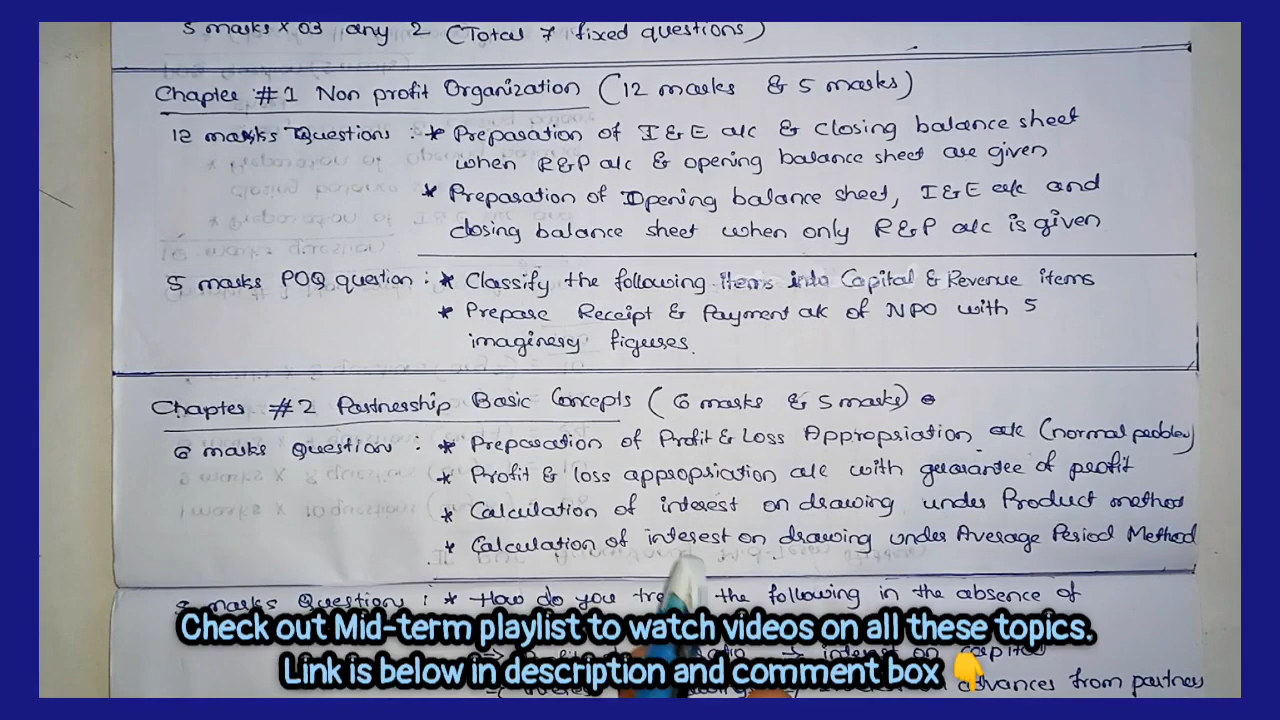 5 marks x 03 any 2 (Total 7 fixed questions)
Chapter #1 Non profit Organization (12 marks & 5 marks)
12 marks Questions : * Preparation of I & E a/c & closing balance sheet
when R&P a/c & opening balance sheet are given
* Preparation of Opening balance sheet, I & E a/c and
closing balance sheet when only R&P a/c is given
5 marks POQ question : * Classify the following items into Capital & Revenue items
* Prepare Receipt & Payment a/c of NPO with 5
imaginery figures.
Chapter #2 Partnership Basic Concepts (6 marks & 5 marks)
6 marks Question : * Preparation of Profit & Loss Appropriation a/c (normal problem)
* Profit & loss appropriation a/c with guarantee of profit
* Calculation of interest on drawing under Product method
* Calculation of interest on drawing under Average Period Method
marks Question : * How do you the following in the absence of
Check out Mid-term playlist to watch videos on all these topics.
interest on capital
Link is below in description and comment box 👇
advances from partners